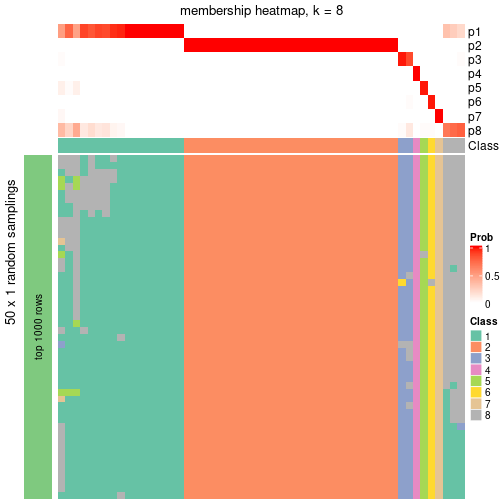 membership heatmap, k = 8
p1
p2
p3
p4
p5
p6
p7
p8
Class
50 x 1 random samplings
top 1000 rows
Prob
1
0.5
0
Class
1
2
3
4
5
6
7
8